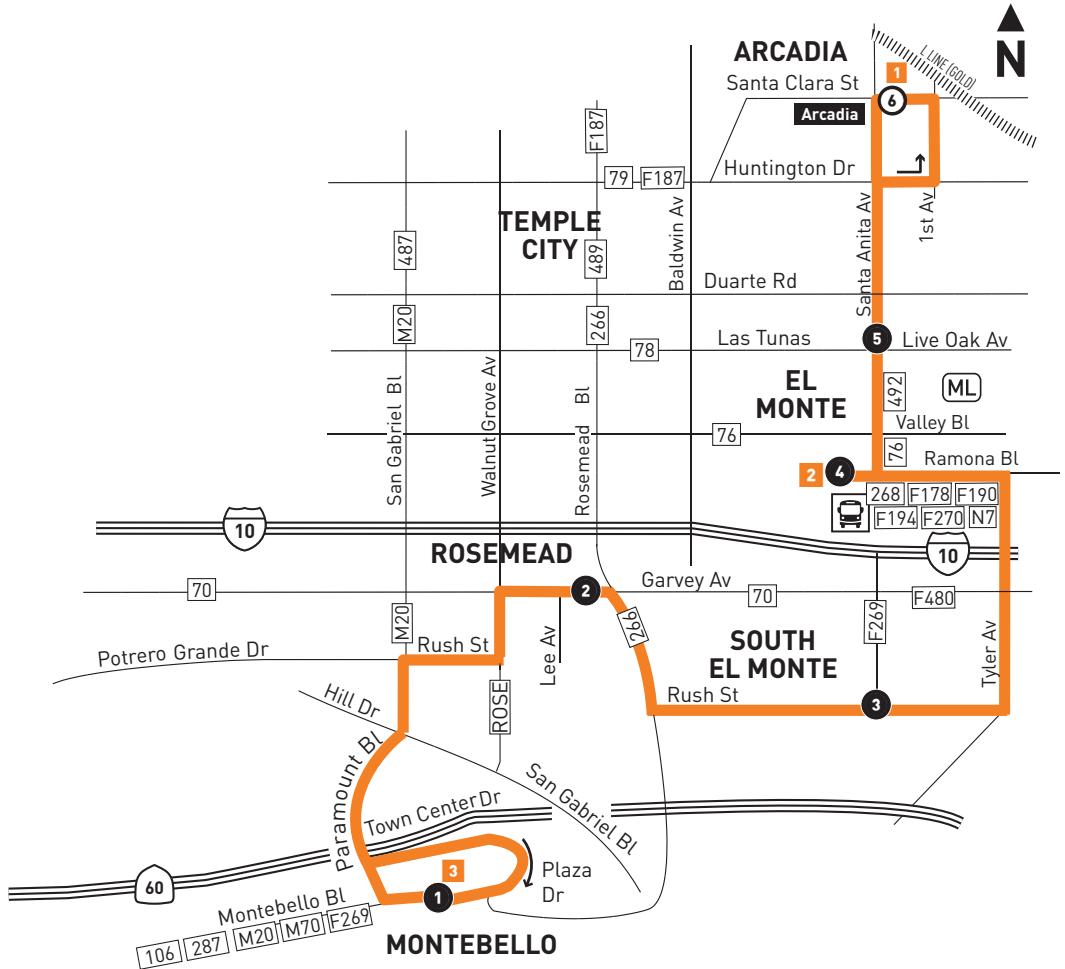 ARCADIA
N
L LINE (GOLD)
1
Santa Clara St
6
Arcadia
F187
Huntington Dr
79
F187
TEMPLE
CITY
Baldwin Av
Santa Anita Av
1st Av
487
489
Duarte Rd
M20
266
Las Tunas
5
Live Oak Av
78
EL
MONTE
492
ML
San Gabriel Bl
Walnut Grove Av
Rosemead Bl
76
Valley Bl
76
Ramona Bl
2
4
268
F178
F190
F194
F270
N7
10
10
ROSEMEAD
Garvey Av
70
2
70
F480
M20
266
F269
SOUTH
EL MONTE
Rush St
Lee Av
Tyler Av
Potrero Grande Dr
Rush St
3
Hill Dr
ROSE
Paramount Bl
San Gabriel Bl
Town Center Dr
3
Plaza
Dr
60
1
Montebello Bl
106
287
M20
M70
F269
MONTEBELLO